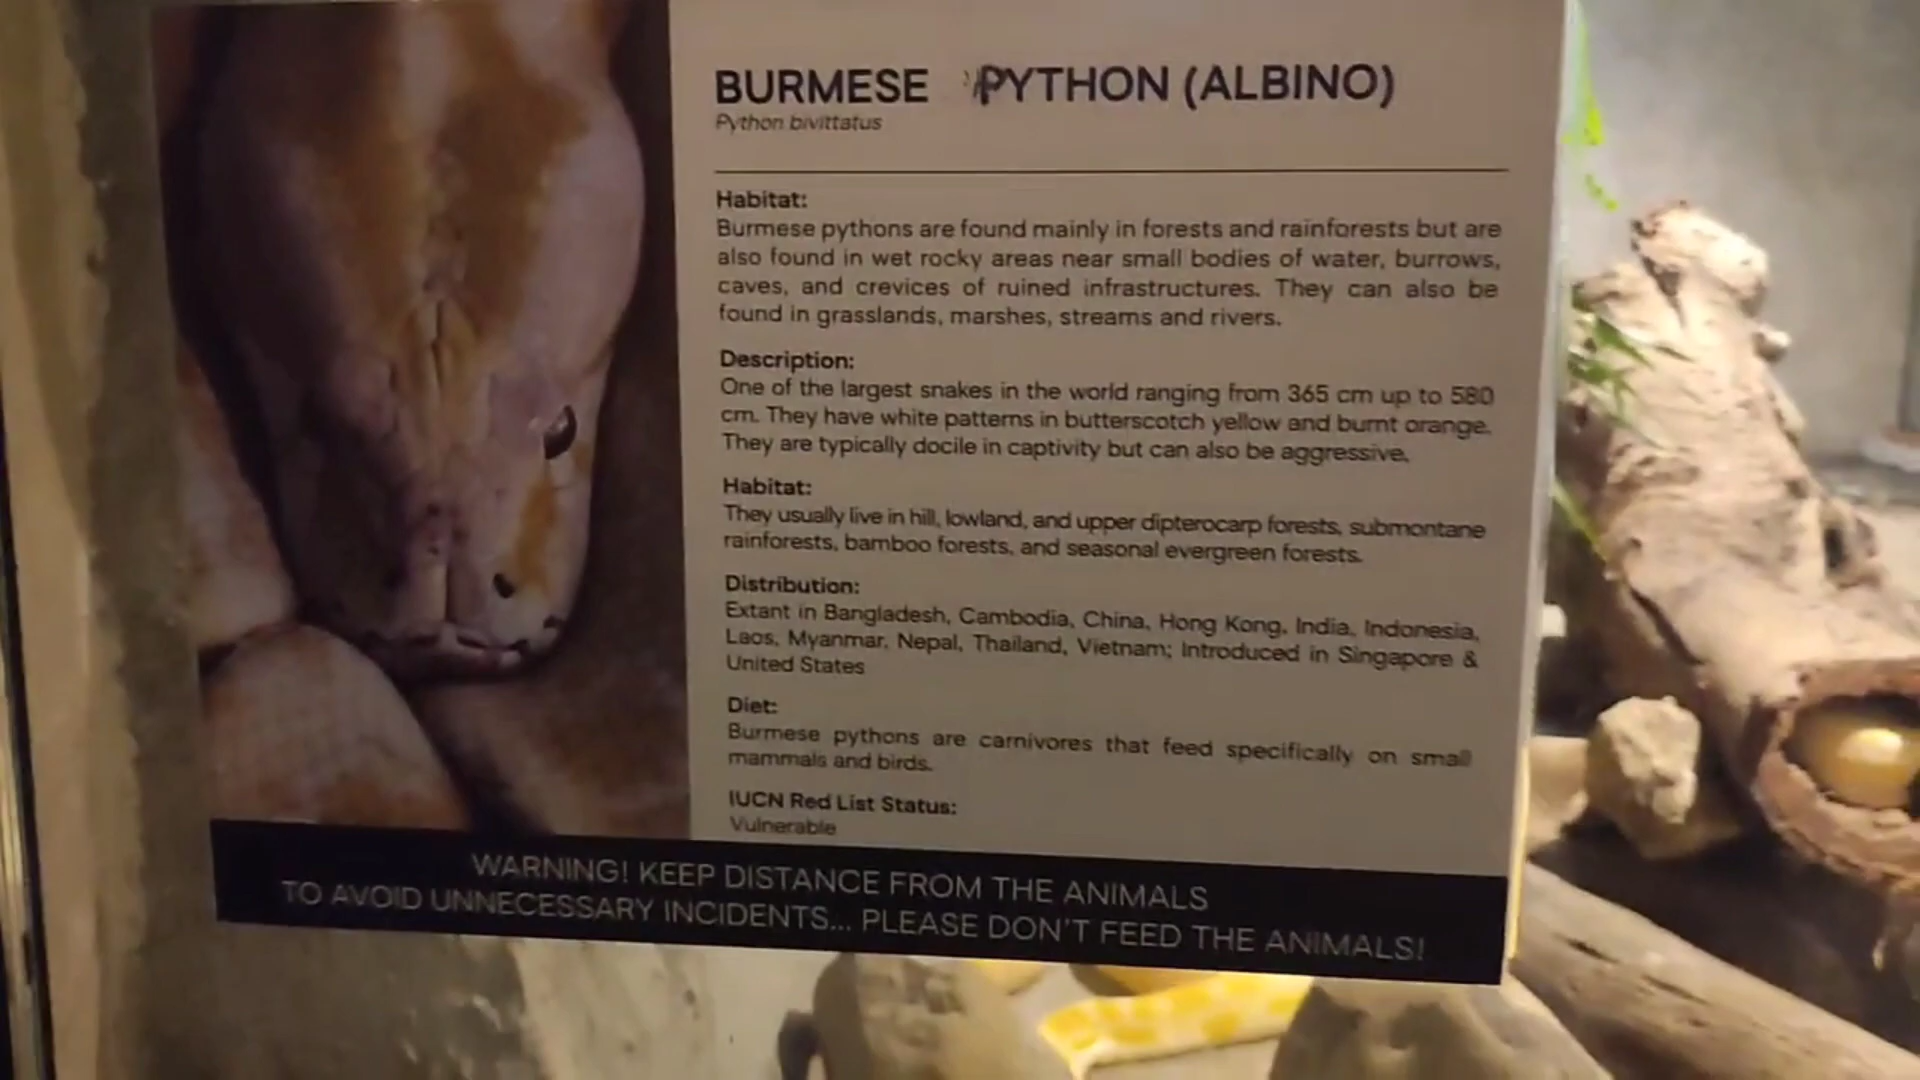 BURMESE PYTHON (ALBINO)
Python bivittatus
Habitat:
Burmese pythons are found mainly in forests and rainforests but are
also found in wet rocky areas near small bodies of water, burrows,
caves, and crevices of ruined infrastructures. They can also be
found in grasslands, marshes, streams and rivers.
Description:
One of the largest snakes in the world ranging from 365 cm up to 580
cm. They have white patterns in butterscotch yellow and burnt orange.
They are typically docile in captivity but can also be aggressive.
Habitat:
They usually live in hill, lowland, and upper dipterocarp forests, submontane
rainforests, bamboo forests, and seasonal evergreen forests.
Distribution:
Extant in Bangladesh, Cambodia, China, Hong Kong, India, Indonesia,
Laos, Myanmar, Nepal, Thailand, Vietnam; Introduced in Singapore &
United States
Diet:
Burmese pythons are carnivores that feed specifically on small
mammals and birds.
IUCN Red List Status:
Vulnerable
WARNING! KEEP DISTANCE FROM THE ANIMALS
TO AVOID UNNECESSARY INCIDENTS... PLEASE DON'T FEED THE ANIMALS!